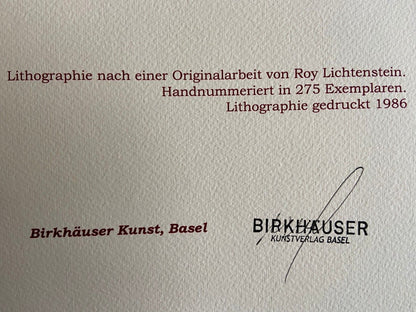 Lithographie nach einer Originalarbeit von Roy Lichtenstein.
Handnummeriert in 275 Exemplaren.
Lithographie gedruckt 1986
Birkhäuser Kunst, Basel
BIRKHÄUSER
KUNSTVERLAG BASEL